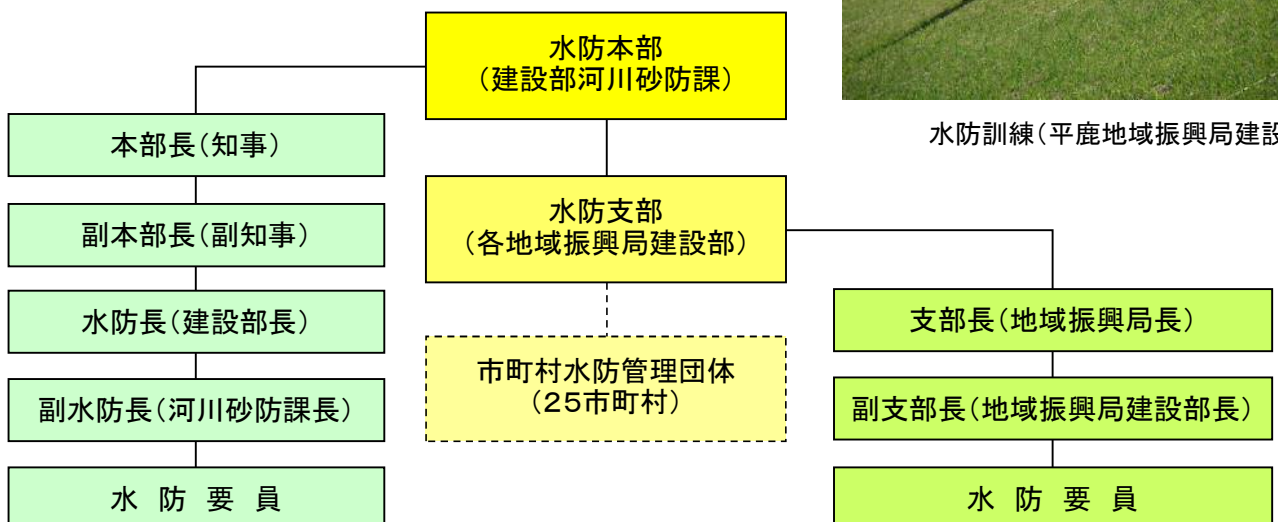 水防本部
（建設部河川砂防課）
本部長（知事）
副本部長（副知事）
水防長（建設部長）
副水防長（河川砂防課長）
水 防 要 員
水防支部
（各地域振興局建設部）
市町村水防管理団体
（２５市町村）
支部長（地域振興局長）
副支部長（地域振興局建設部長）
水 防 要 員
水防訓練（平鹿地域振興局建設